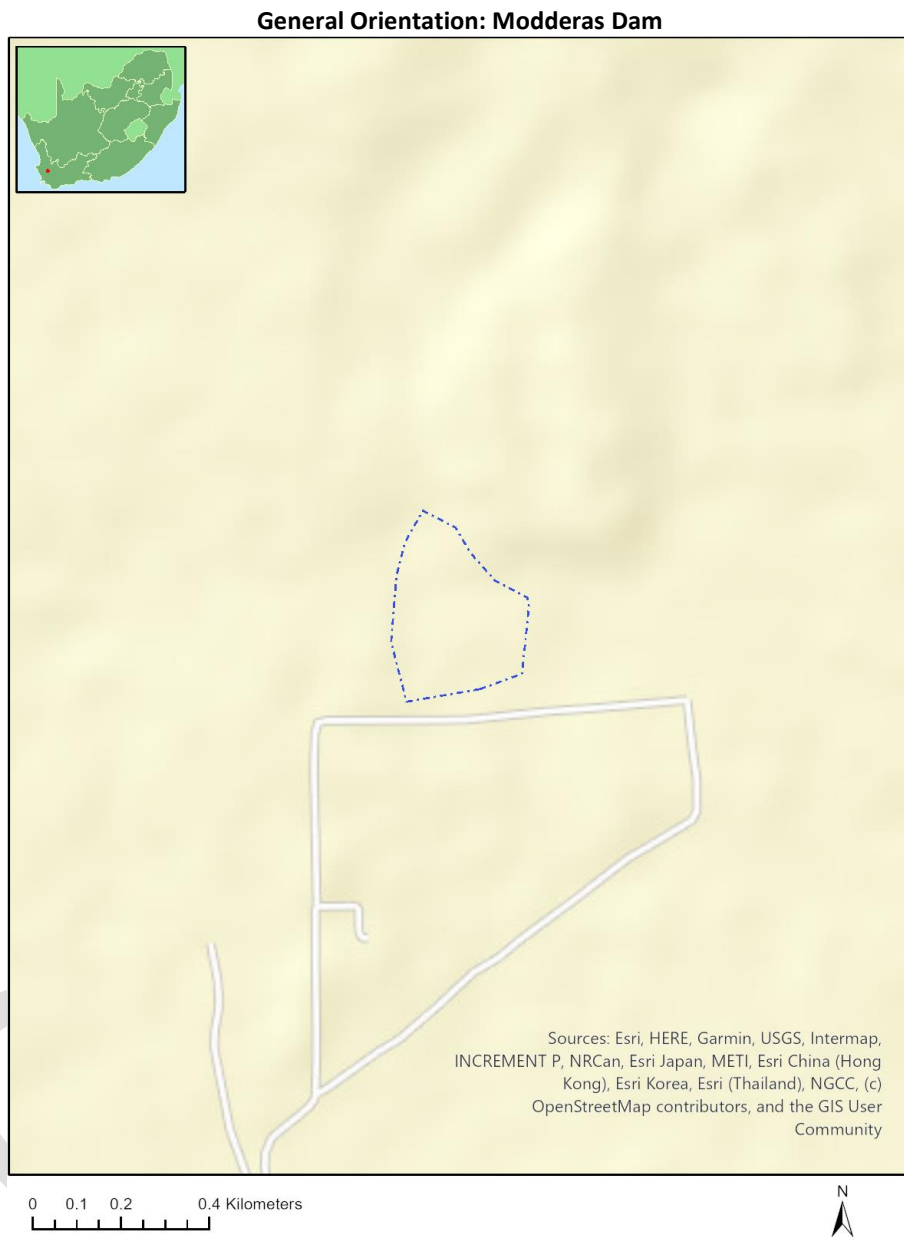 General Orientation: Modderas Dam
Sources: Esri, HERE, Garmin, USGS, Intermap,
INCREMENT P, NRCan, Esri Japan, METI, Esri China (Hong
Kong), Esri Korea, Esri (Thailand), NGCC, (c)
OpenStreetMap contributors, and the GIS User
Community
0 0.1 0.2 0.4 Kilometers
N